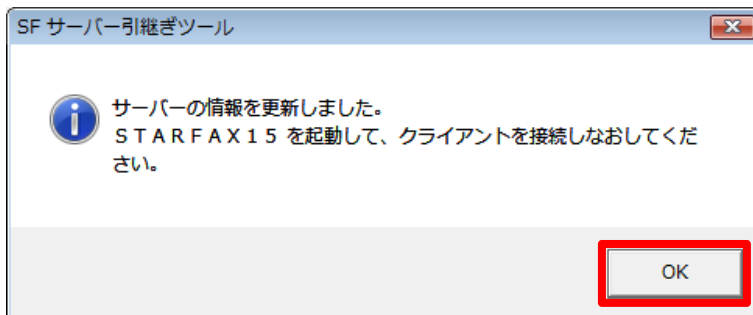 SF サーバー引継ぎツール
サーバーの情報を更新しました。
ＳＴＡＲＦＡＸ１５ を起動して、クライアントを接続しなおしてくだ
さい。
OK